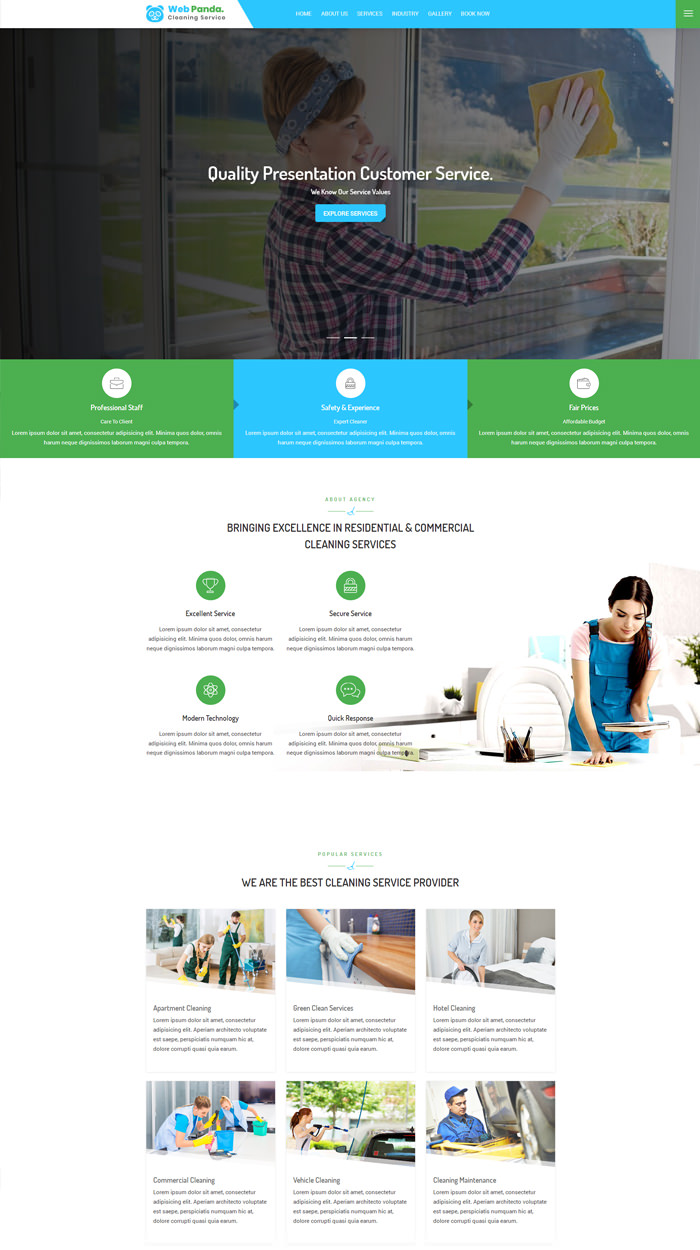 Web Panda.
Cleaning Service
HOME ABOUT US SERVICES INDUSTRY GALLERY BOOK NOW
Quality Presentation Customer Service.
We Know Our Service Values
EXPLORE SERVICES
Professional Staff
Care To Client
Lorem ipsum dolor sit amet, consectetur adipisicing elit. Minima quos dolor, omnis
harum neque dignissimos laborum magni culpa tempora.
Safety & Experience
Expert Cleaner
Lorem ipsum dolor sit amet, consectetur adipisicing elit. Minima quos dolor, omnis
harum neque dignissimos laborum magni culpa tempora.
Fair Prices
Affordable Budget
Lorem ipsum dolor sit amet, consectetur adipisicing elit. Minima quos dolor, omnis
harum neque dignissimos laborum magni culpa tempora.
ABOUT AGENCY
BRINGING EXCELLENCE IN RESIDENTIAL & COMMERCIAL
CLEANING SERVICES
Excellent Service
Lorem ipsum dolor sit amet, consectetur
adipisicing elit. Minima quos dolor, omnis harum
neque dignissimos laborum magni culpa tempora.
Secure Service
Lorem ipsum dolor sit amet, consectetur
adipisicing elit. Minima quos dolor, omnis harum
neque dignissimos laborum magni culpa tempora.
Modern Technology
Lorem ipsum dolor sit amet, consectetur
adipisicing elit. Minima quos dolor, omnis harum
neque dignissimos laborum magni culpa tempora.
Quick Response
Lorem ipsum dolor sit amet, consectetur
adipisicing elit. Minima quos dolor, omnis harum
neque dignissimos laborum magni culpa tempora.
POPULAR SERVICES
WE ARE THE BEST CLEANING SERVICE PROVIDER
Apartment Cleaning
Lorem ipsum dolor sit amet, consectetur
adipisicing elit. Aperiam architecto voluptate
est saepe, perspiciatis numquam hic at,
dolore corrupti quasi quia earum.
Green Clean Services
Lorem ipsum dolor sit amet, consectetur
adipisicing elit. Aperiam architecto voluptate
est saepe, perspiciatis numquam hic at,
dolore corrupti quasi quia earum.
Hotel Cleaning
Lorem ipsum dolor sit amet, consectetur
adipisicing elit. Aperiam architecto voluptate
est saepe, perspiciatis numquam hic at,
dolore corrupti quasi quia earum.
Commercial Cleaning
Lorem ipsum dolor sit amet, consectetur
adipisicing elit. Aperiam architecto voluptate
est saepe, perspiciatis numquam hic at,
dolore corrupti quasi quia earum.
Vehicle Cleaning
Lorem ipsum dolor sit amet, consectetur
adipisicing elit. Aperiam architecto voluptate
est saepe, perspiciatis numquam hic at,
dolore corrupti quasi quia earum.
Cleaning Maintenance
Lorem ipsum dolor sit amet, consectetur
adipisicing elit. Aperiam architecto voluptate
est saepe, perspiciatis numquam hic at,
dolore corrupti quasi quia earum.